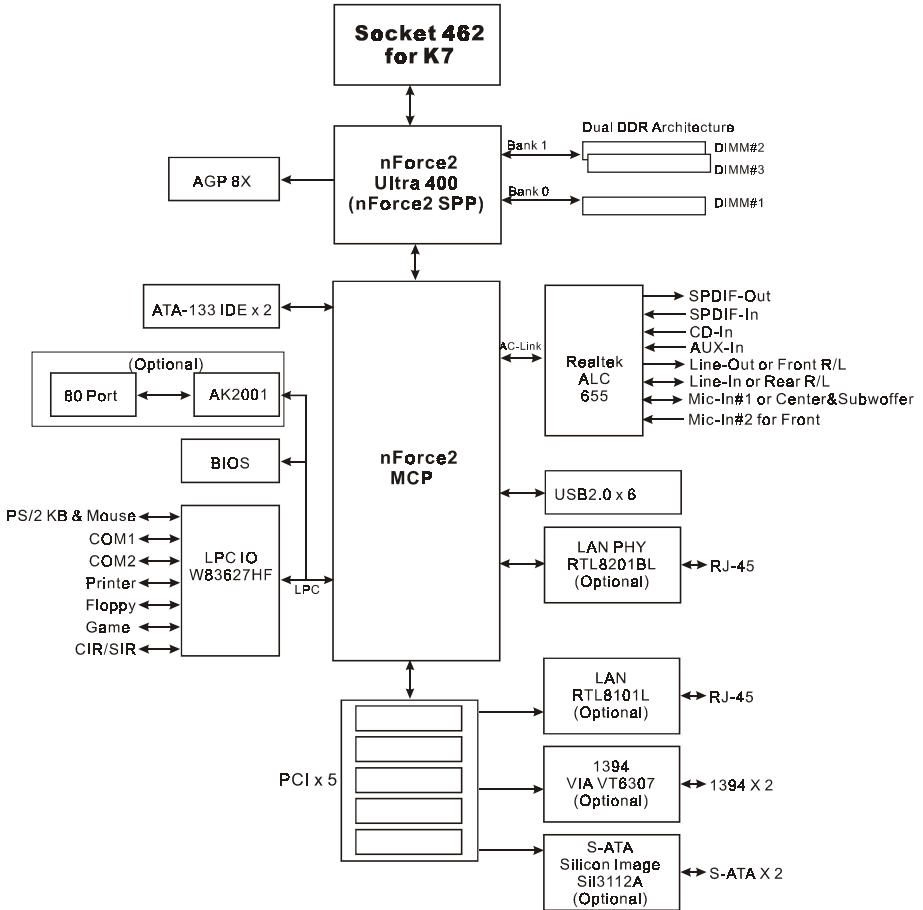 Socket 462
for K7
Dual DDR Architecture
nForce2
Ultra 400
(nForce2 SPP)
Bank 1
DIMM#2
DIMM#3
AGP 8X
Bank 0
DIMM#1
ATA-133 IDE x 2
(Optional)
80 Port
AK2001
BIOS
PS/2 KB & Mouse
COM1
COM2
Printer
Floppy
Game
CIR/SIR
LPC IO
W83627HF
LPC
nForce2
MCP
AC-Link
Realtek
ALC
655
SPDIF-Out
SPDIF-In
CD-In
AUX-In
Line-Out or Front R/L
Line-In or Rear R/L
Mic-In#1 or Center&Subwoffer
Mic-In#2 for Front
USB2.0 x 6
LAN PHY
RTL8201BL
(Optional)
RJ-45
PCI x 5
LAN
RTL8101L
(Optional)
RJ-45
1394
VIA VT6307
(Optional)
1394 X 2
S-ATA
Silicon Image
SiI3112A
(Optional)
S-ATA X 2